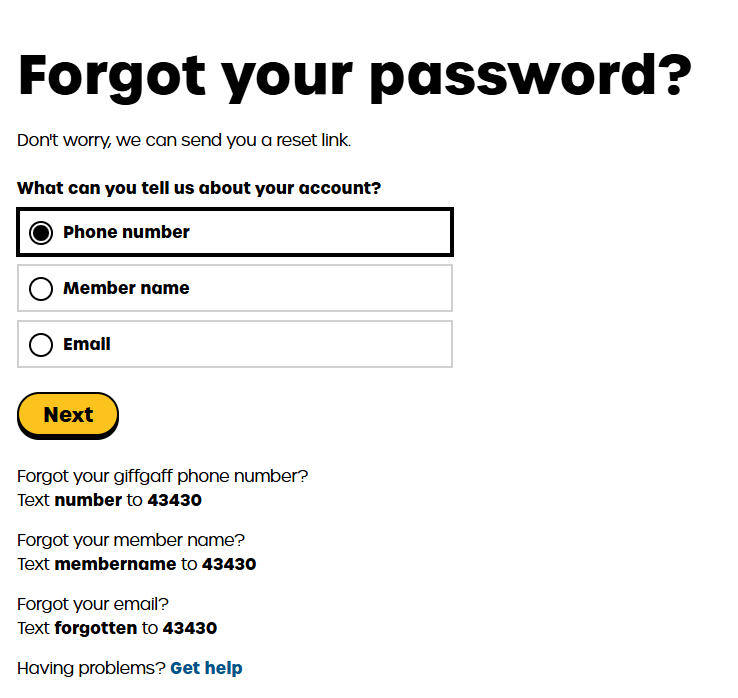 Forgot your password?
Don't worry, we can send you a reset link.
What can you tell us about your account?
Phone number
Member name
Email
Next
Forgot your giffgaff phone number?
Text number to 43430
Forgot your member name?
Text membername to 43430
Forgot your email?
Text forgotten to 43430
Having problems? Get help